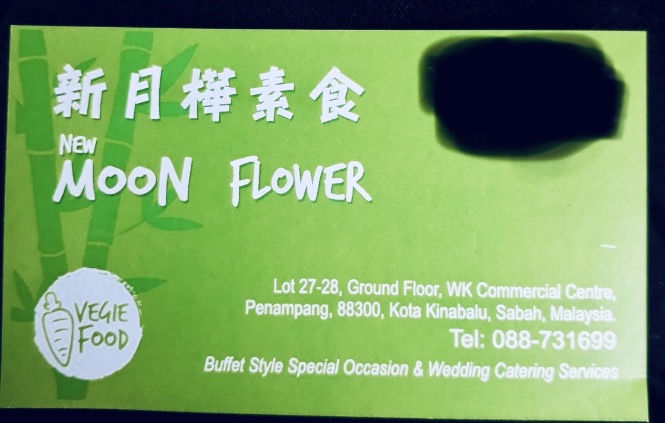 新月樺素食
NEW
MOON FLOWER
Lot 27-28, Ground Floor, WK Commercial Centre,
Penampang, 88300, Kota Kinabalu, Sabah, Malaysia.
Tel: 088-731699
Buffet Style Special Occasion & Wedding Catering Services
VEGIE
FOOD